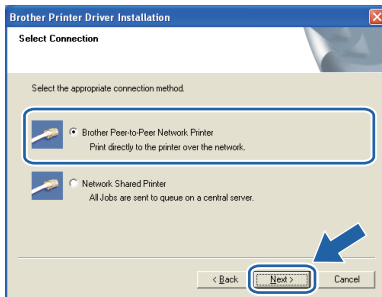 Brother Printer Driver Installation
Select Connection
Select the appropriate connection method.
Brother Peer-to-Peer Network Printer
Print directly to the printer over the network.
Network Shared Printer
All Jobs are sent to queue on a central server.
< Back Next > Cancel